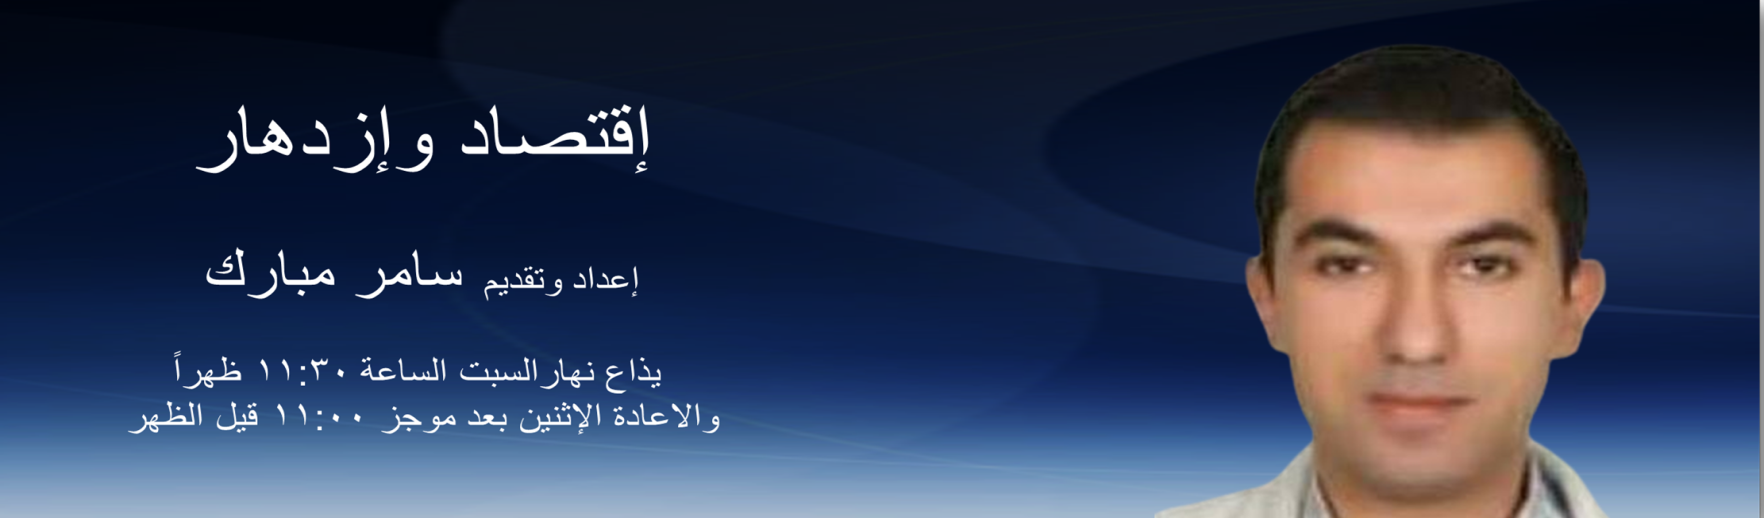 إقتصاد وإزدهار
إعداد وتقديم سامر مبارك
يذاع نهارالسبت الساعة ١١:٣٠ ظهراً
والاعادة الإثنين بعد موجز ١١:٠٠ قيل الظهر